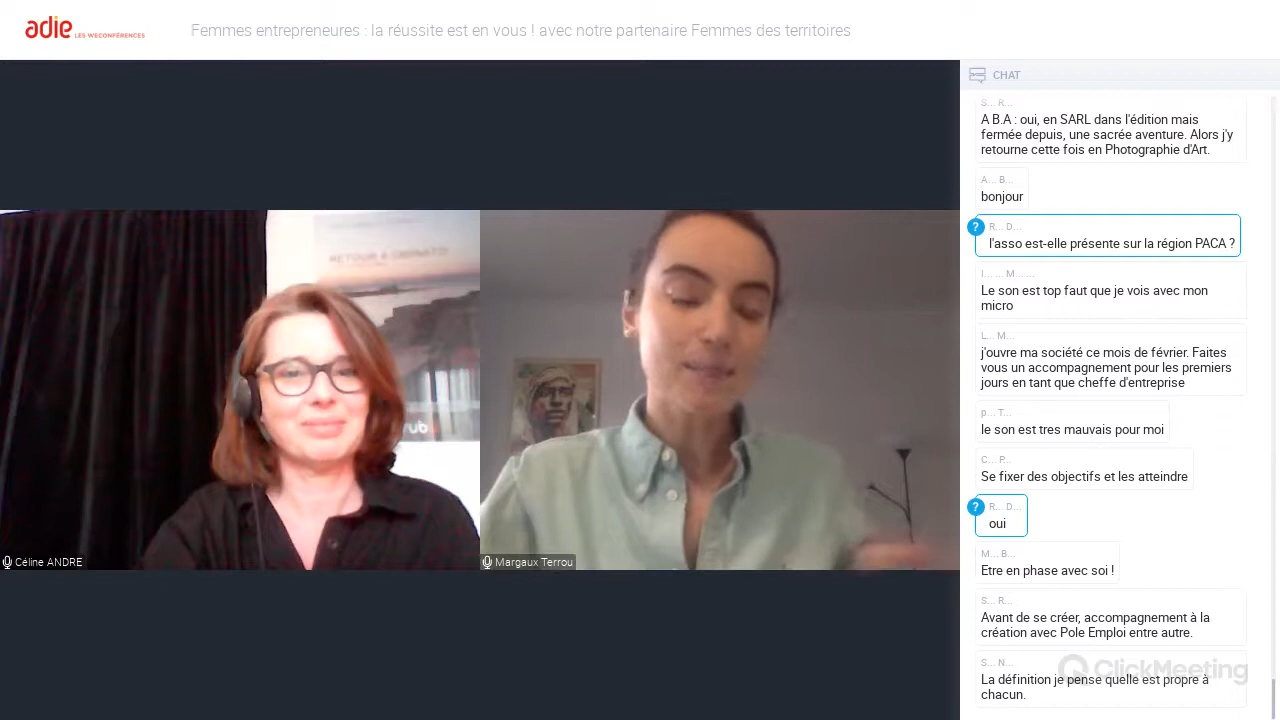 adie LES WECONFÉRENCES
Femmes entrepreneures : la réussite est en vous ! avec notre partenaire Femmes des territoires
RETOUR A
Céline ANDRE
Margaux Terrou
CHAT
S... R...
A B.A : oui, en SARL dans l'édition mais
fermée depuis, une sacrée aventure. Alors j'y
retourne cette fois en Photographie d'Art.
A... B...
bonjour
?
R... D...
l'asso est-elle présente sur la région PACA ?
I... ... M... ...
Le son est top faut que je vois avec mon
micro
L... M...
j'ouvre ma société ce mois de février. Faites
vous un accompagnement pour les premiers
jours en tant que cheffe d'entreprise
p... T...
le son est tres mauvais pour moi
C... P...
Se fixer des objectifs et les atteindre
?
R... D...
oui
M... B...
Etre en phase avec soi !
S... R...
Avant de se créer, accompagnement à la
création avec Pole Emploi entre autre.
S... N...
La définition je pense quelle est propre à
chacun.
ClickMeeting